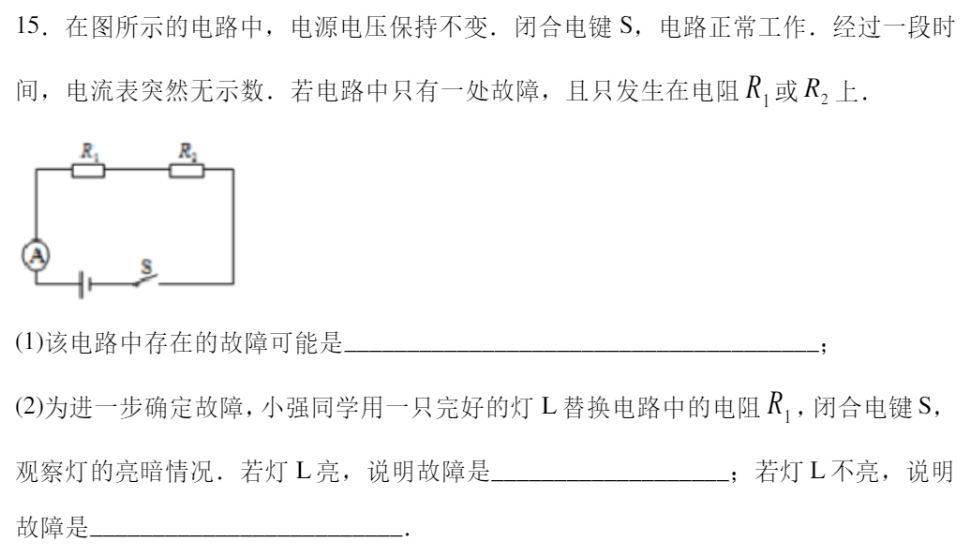 15．在图所示的电路中，电源电压保持不变．闭合电键 S，电路正常工作．经过一段时
间，电流表突然无示数．若电路中只有一处故障，且只发生在电阻 R₁ 或 R₂ 上．
R₁ R₂
A
S
(1)该电路中存在的故障可能是______________________________________；
(2)为进一步确定故障，小强同学用一只完好的灯 L 替换电路中的电阻 R₁，闭合电键 S，
观察灯的亮暗情况．若灯 L 亮，说明故障是___________________；若灯 L 不亮，说明
故障是_________________________．